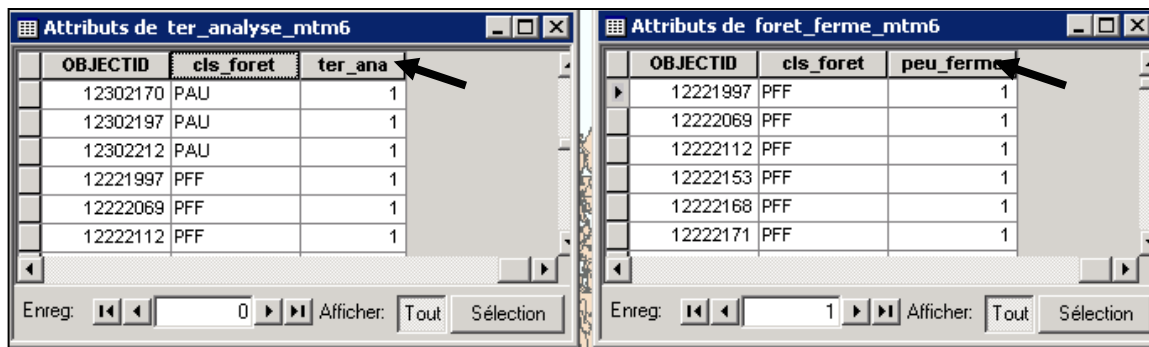 Attributs de ter_analyse_mtm6
OBJECTID cls_foret ter_ana
12302170 PAU 1
12302197 PAU 1
12302212 PAU 1
12221997 PFF 1
12222069 PFF 1
12222112 PFF 1
Enreg: 0 Afficher: Tout Sélection
Attributs de foret_ferme_mtm6
OBJECTID cls_foret peu_ferme
12221997 PFF 1
12222069 PFF 1
12222112 PFF 1
12222153 PFF 1
12222168 PFF 1
12222171 PFF 1
Enreg: 1 Afficher: Tout Sélection